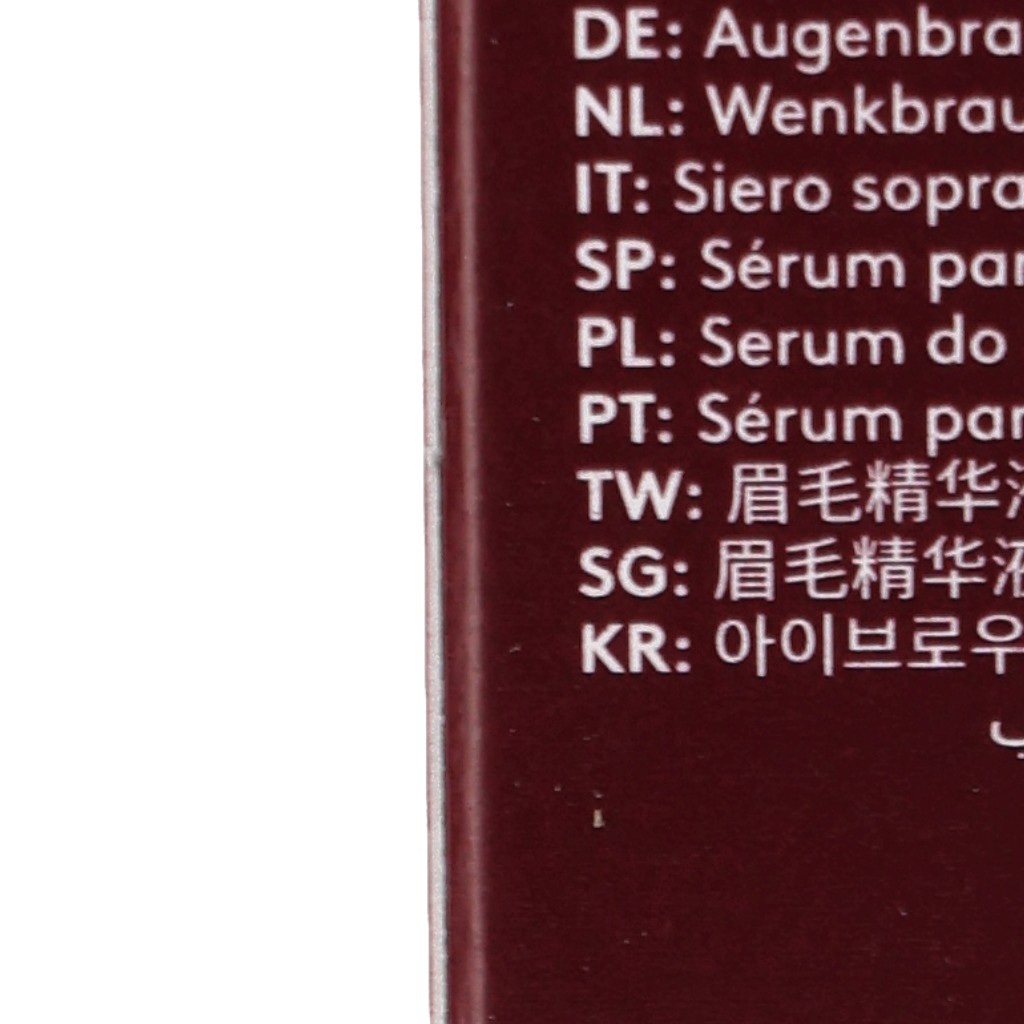 DE: Augenbra
NL: Wenkbrau
IT: Siero sopra
SP: Sérum par
PL: Serum do
PT: Sérum par
TW: 眉毛精华
SG: 眉毛精华
KR: 아이브로우